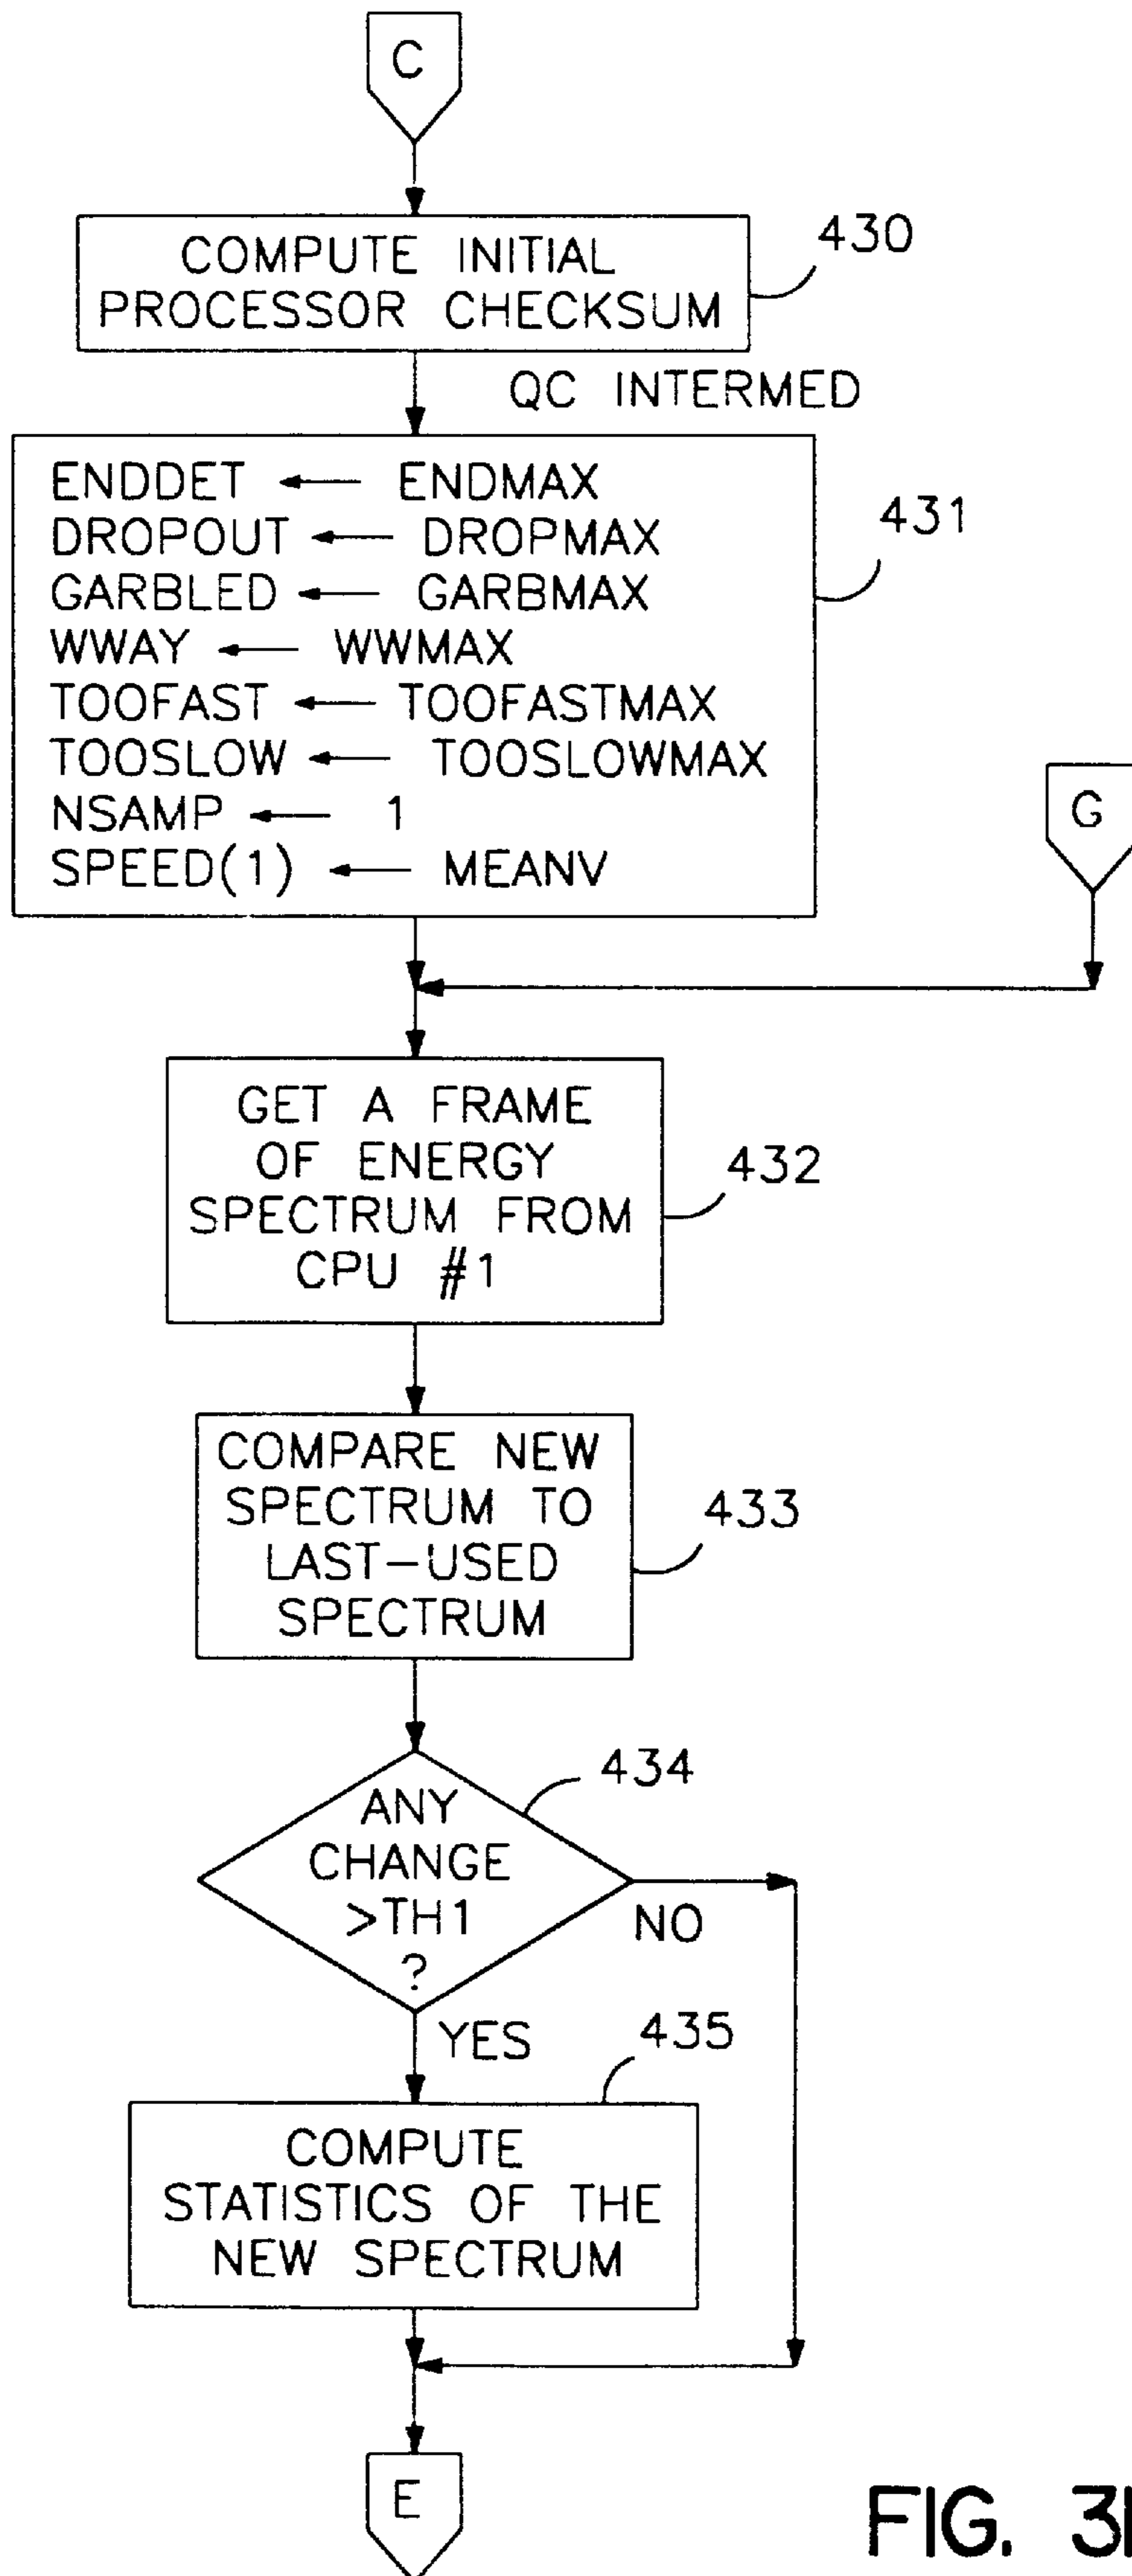 C
COMPUTE INITIAL
PROCESSOR CHECKSUM
430
QC INTERMED
ENDDET ← ENDMAX
DROPOUT ← DROPMAX
GARBLED ← GARBMAX
WWAY ← WWMAX
TOOFAST ← TOOFASTMAX
TOOSLOW ← TOOSLOWMAX
NSAMP ← 1
SPEED(1) ← MEANV
431
G
GET A FRAME
OF ENERGY
SPECTRUM FROM
CPU #1
432
COMPARE NEW
SPECTRUM TO
LAST-USED
SPECTRUM
433
ANY
CHANGE
>TH1
?
434
NO
YES
435
COMPUTE
STATISTICS OF THE
NEW SPECTRUM
E
FIG.